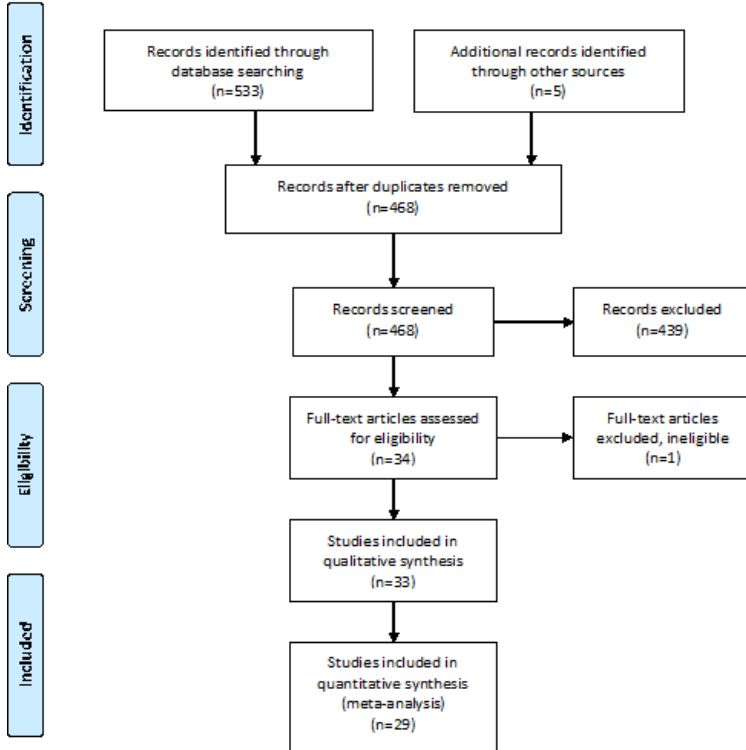 Identification
Records identified through
database searching
(n=533)
Additional records identified
through other sources
(n=5)
Records after duplicates removed
(n=468)
Screening
Records screened
(n=468)
Records excluded
(n=439)
Eligibility
Full-text articles assessed
for eligibility
(n=34)
Full-text articles
excluded, ineligible
(n=1)
Studies included in
qualitative synthesis
(n=33)
Included
Studies included in
quantitative synthesis
(meta-analysis)
(n=29)